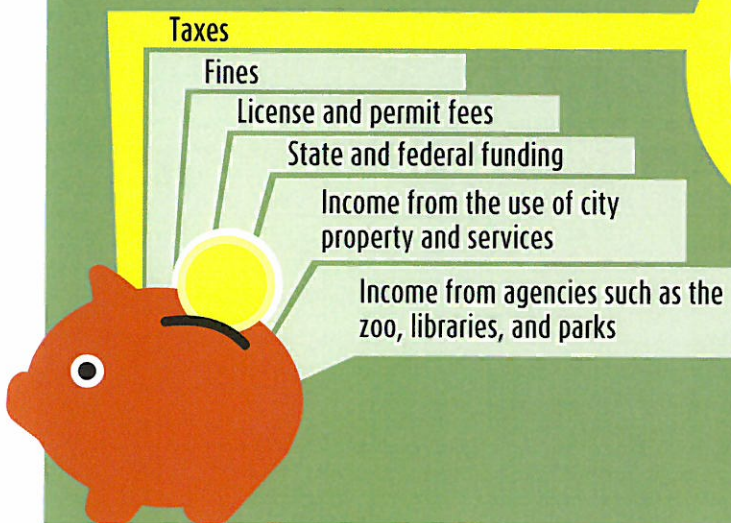 Taxes
Fines
License and permit fees
State and federal funding
Income from the use of city
property and services
Income from agencies such as the
zoo, libraries, and parks